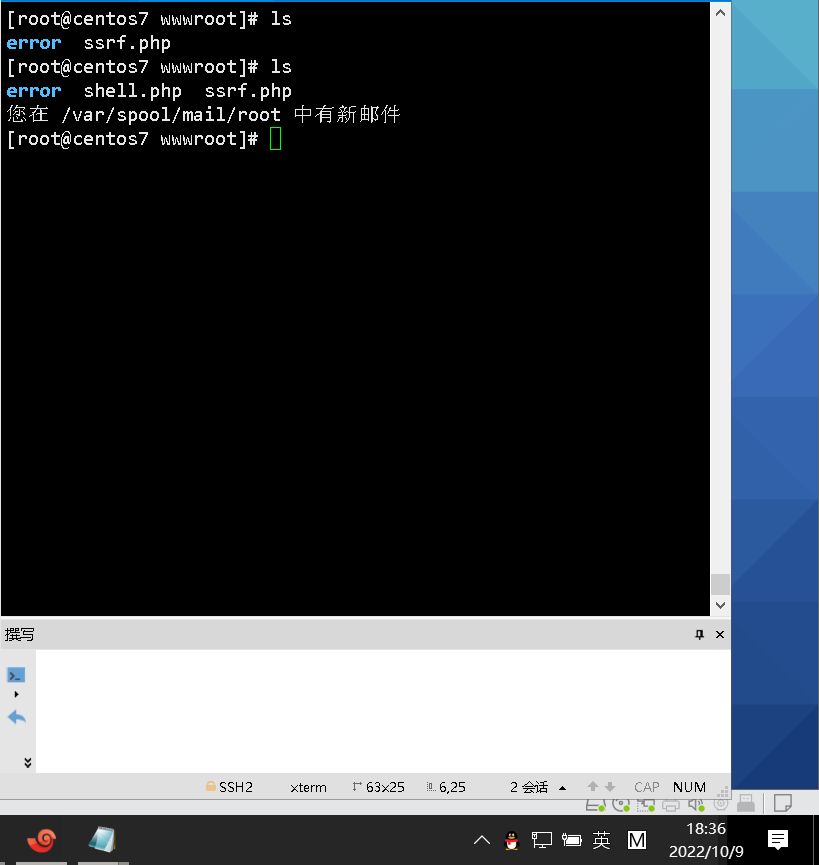 [root@centos7 wwwroot]# ls
error  ssrf.php
[root@centos7 wwwroot]# ls
error  shell.php  ssrf.php
您在 /var/spool/mail/root 中有新邮件
[root@centos7 wwwroot]#
撰写
SSH2 xterm 63x25 6,25 2 会话 CAP NUM
英 M 18:36
2022/10/9